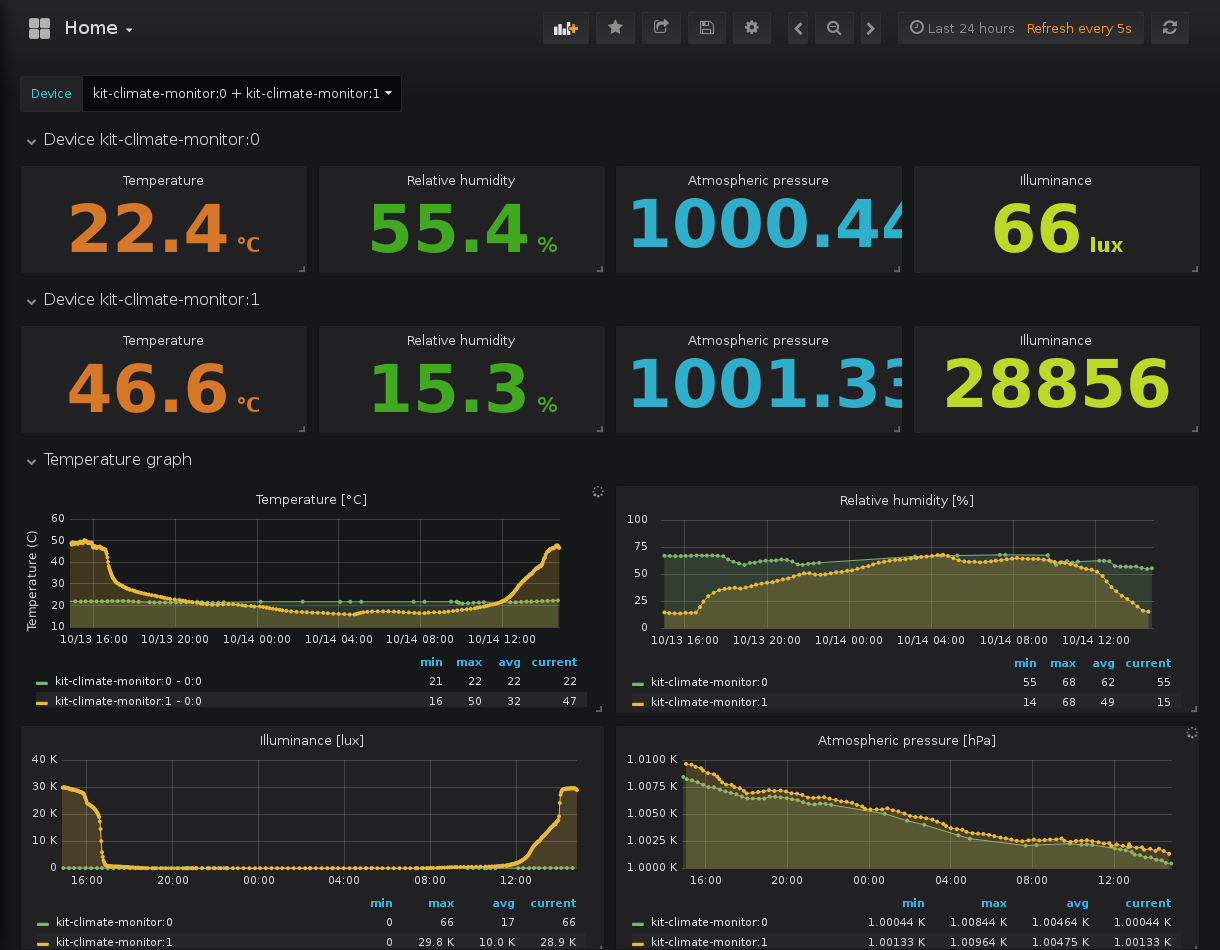 Home
Last 24 hours Refresh every 5s
Device kit-climate-monitor:0 + kit-climate-monitor:1
Device kit-climate-monitor:0
Temperature Relative humidity Atmospheric pressure Illuminance
22.4 °C 55.4 % 1000.44 66 lux
Device kit-climate-monitor:1
Temperature Relative humidity Atmospheric pressure Illuminance
46.6 °C 15.3 % 1001.33 28856
Temperature graph
Temperature [°C]
Temperature (C)
60
50
40
30
20
10
10/13 16:00 10/13 20:00 10/14 00:00 10/14 04:00 10/14 08:00 10/14 12:00
min max avg current
kit-climate-monitor:0 - 0:0 21 22 22 22
kit-climate-monitor:1 - 0:0 16 50 32 47
Relative humidity [%]
100
75
50
25
0
10/13 16:00 10/13 20:00 10/14 00:00 10/14 04:00 10/14 08:00 10/14 12:00
min max avg current
kit-climate-monitor:0 55 68 62 55
kit-climate-monitor:1 14 68 49 15
Illuminance [lux]
40 K
30 K
20 K
10 K
0
16:00 20:00 00:00 04:00 08:00 12:00
min max avg current
kit-climate-monitor:0 0 66 17 66
kit-climate-monitor:1 0 29.8 K 10.0 K 28.9 K
Atmospheric pressure [hPa]
1.0100 K
1.0075 K
1.0050 K
1.0025 K
1.0000 K
16:00 20:00 00:00 04:00 08:00 12:00
min max avg current
kit-climate-monitor:0 1.00044 K 1.00844 K 1.00464 K 1.00044 K
kit-climate-monitor:1 1.00133 K 1.00964 K 1.00475 K 1.00133 K